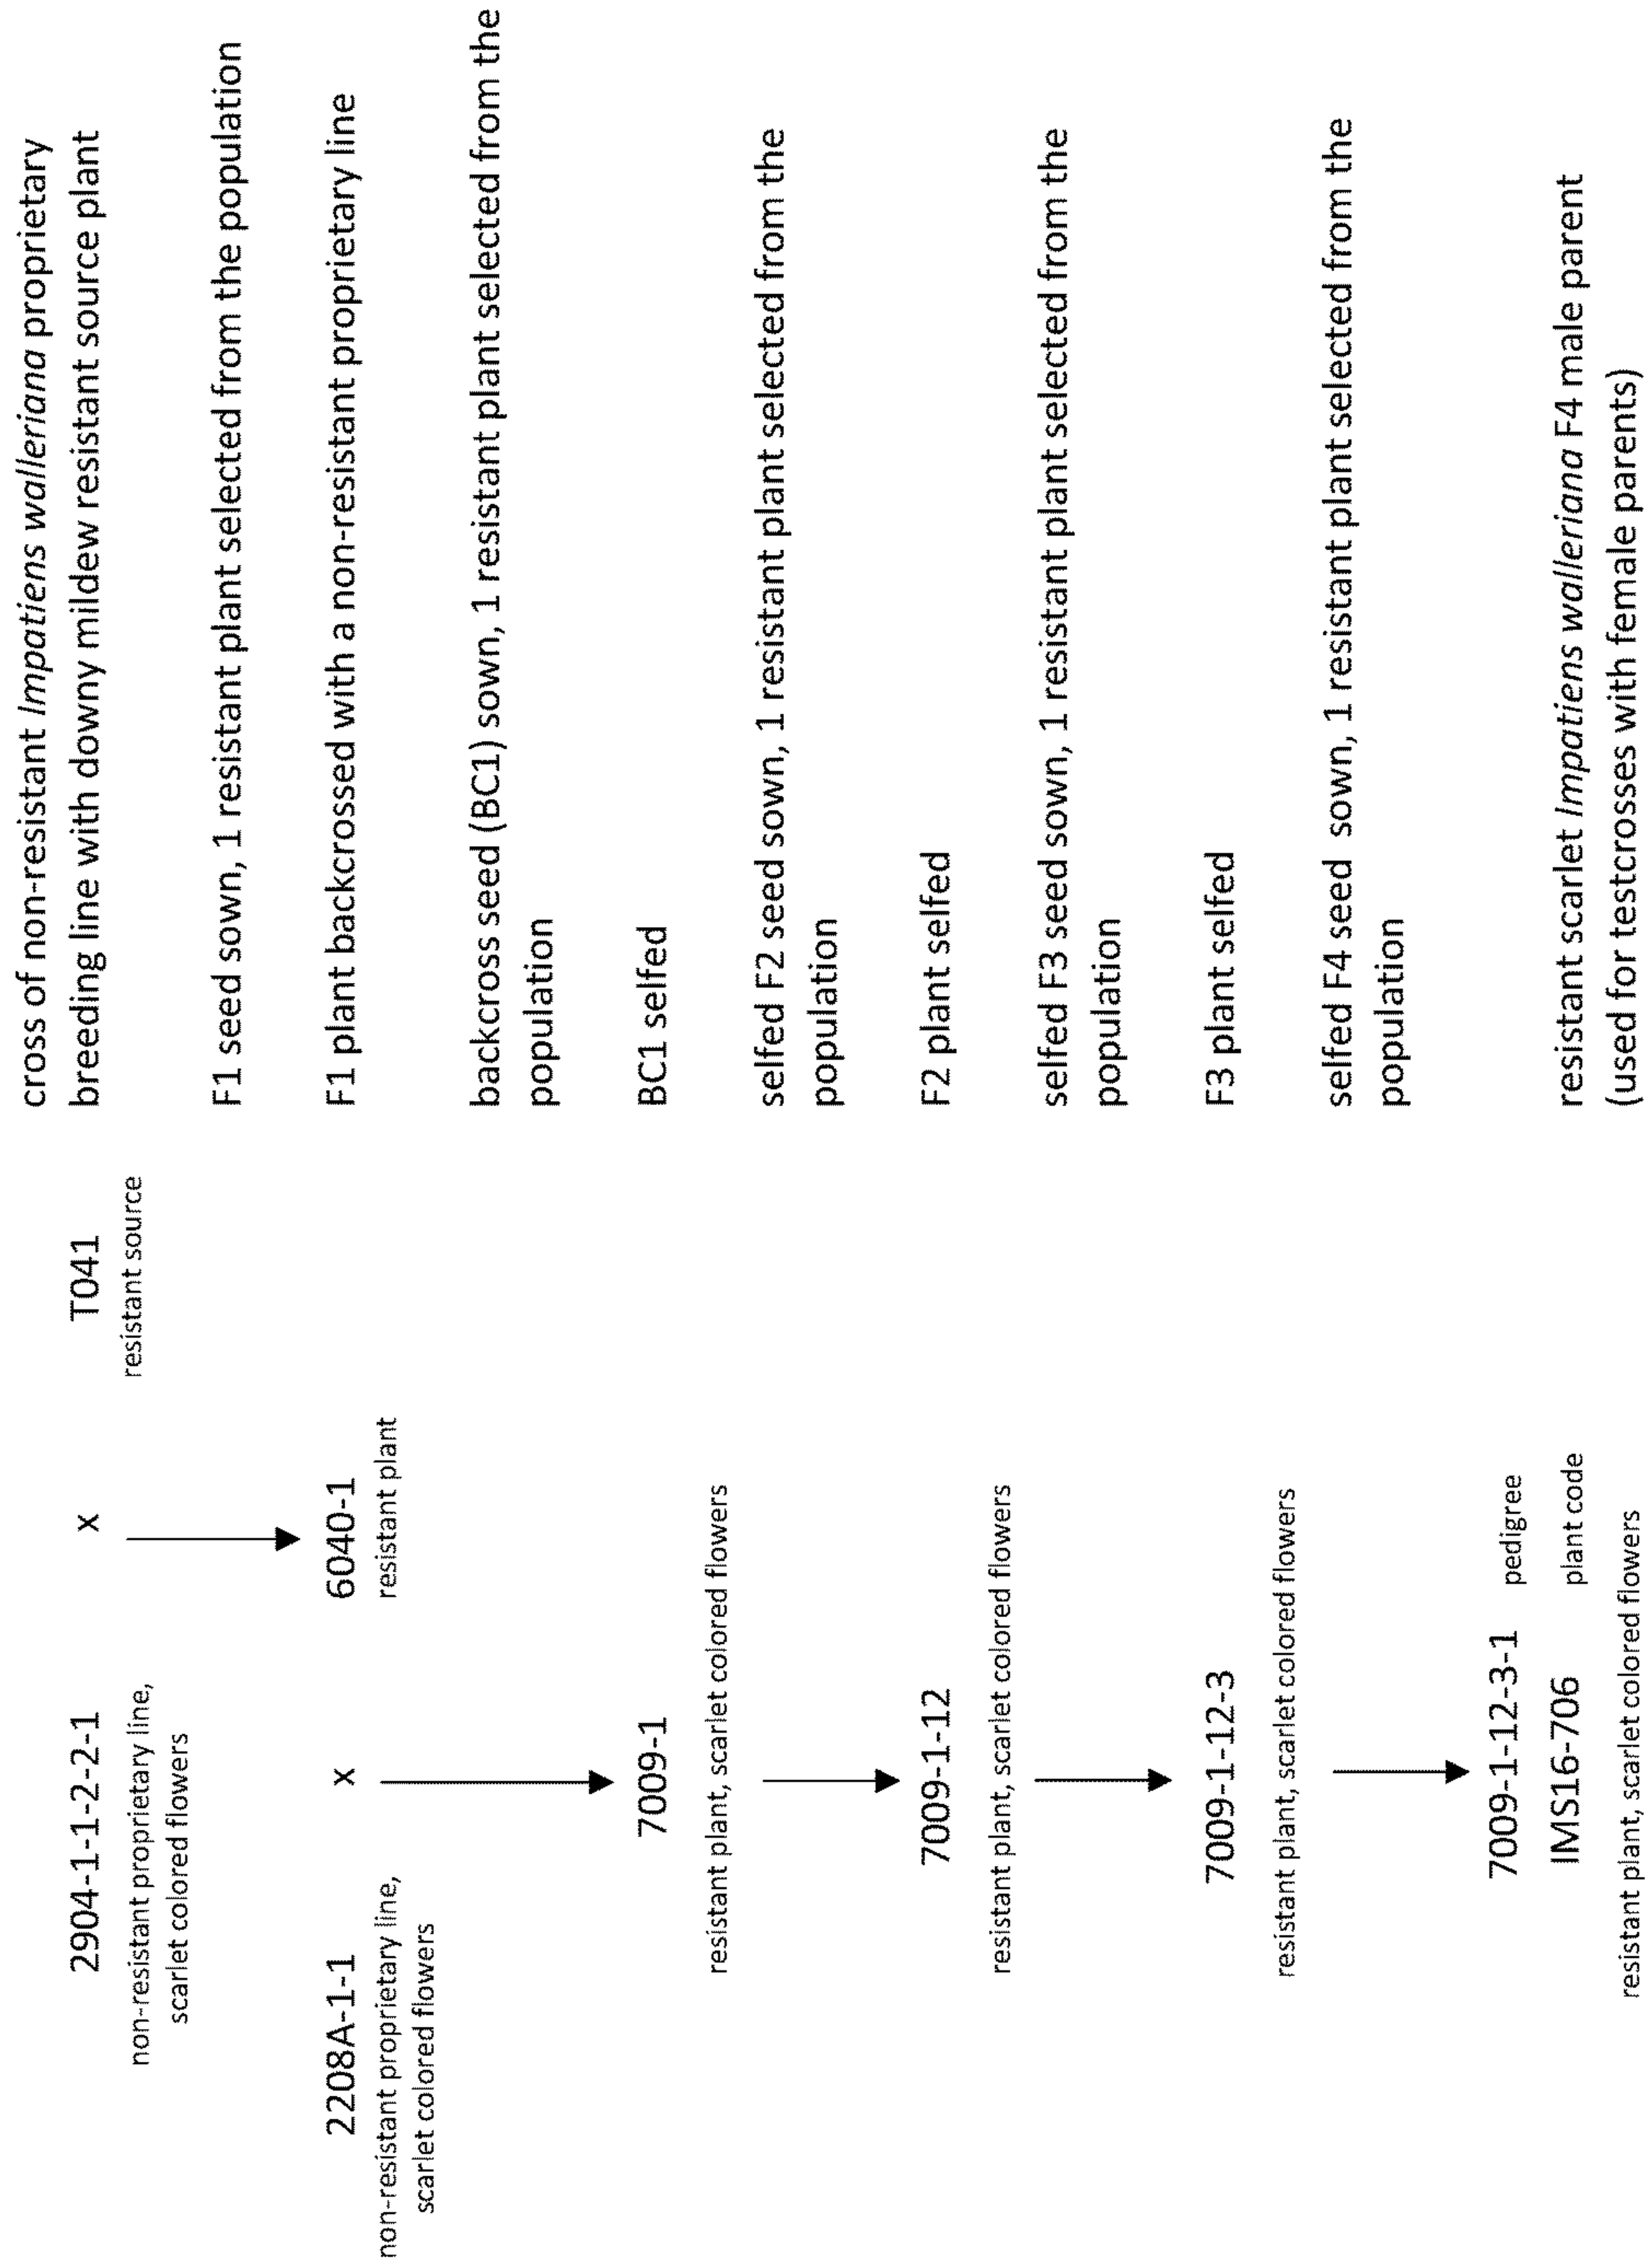 2904-1-12-2-1 x T041
non-resistant proprietary line,
scarlet colored flowers
resistant source
cross of non-resistant Impatiens walleriana proprietary
breeding line with downy mildew resistant source plant
F1 seed sown, 1 resistant plant selected from the population
2208A-1-1 x 6040-1
non-resistant proprietary line,
scarlet colored flowers
resistant plant
F1 plant backcrossed with a non-resistant proprietary line
backcross seed (BC1) sown, 1 resistant plant selected from the
population
7009-1
resistant plant, scarlet colored flowers
BC1 selfed
selfed F2 seed sown, 1 resistant plant selected from the
population
7009-1-12
resistant plant, scarlet colored flowers
F2 plant selfed
selfed F3 seed sown, 1 resistant plant selected from the
population
7009-1-12-3
resistant plant, scarlet colored flowers
F3 plant selfed
selfed F4 seed sown, 1 resistant plant selected from the
population
7009-1-12-3-1 pedigree
IMS16-706 plant code
resistant plant, scarlet colored flowers
resistant scarlet Impatiens walleriana F4 male parent
(used for testcrosses with female parents)